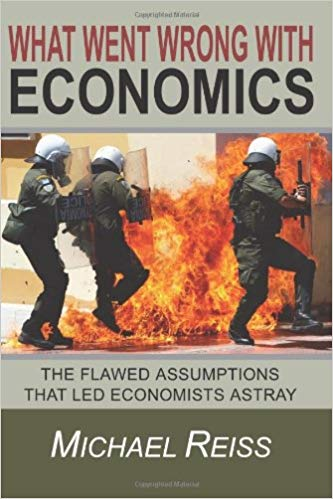 WHAT WENT WRONG WITH
ECONOMICS
THE FLAWED ASSUMPTIONS
THAT LED ECONOMISTS ASTRAY
MICHAEL REISS